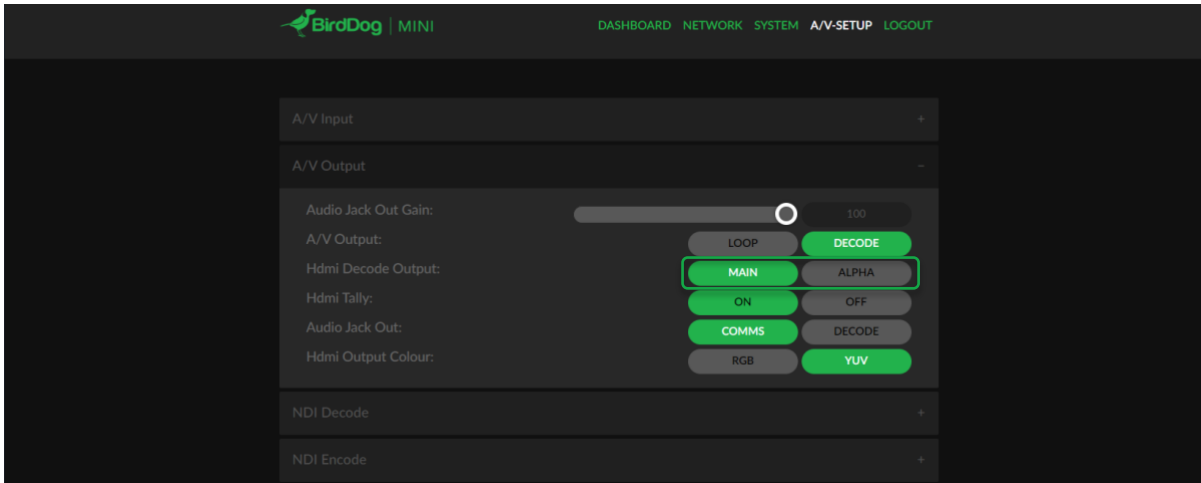 BirdDog | MINI DASHBOARD NETWORK SYSTEM A/V-SETUP LOGOUT
A/V Input +
A/V Output -
Audio Jack Out Gain: 100
A/V Output: LOOP DECODE
Hdmi Decode Output: MAIN ALPHA
Hdmi Tally: ON OFF
Audio Jack Out: COMMS DECODE
Hdmi Output Colour: RGB YUV
NDI Decode +
NDI Encode +